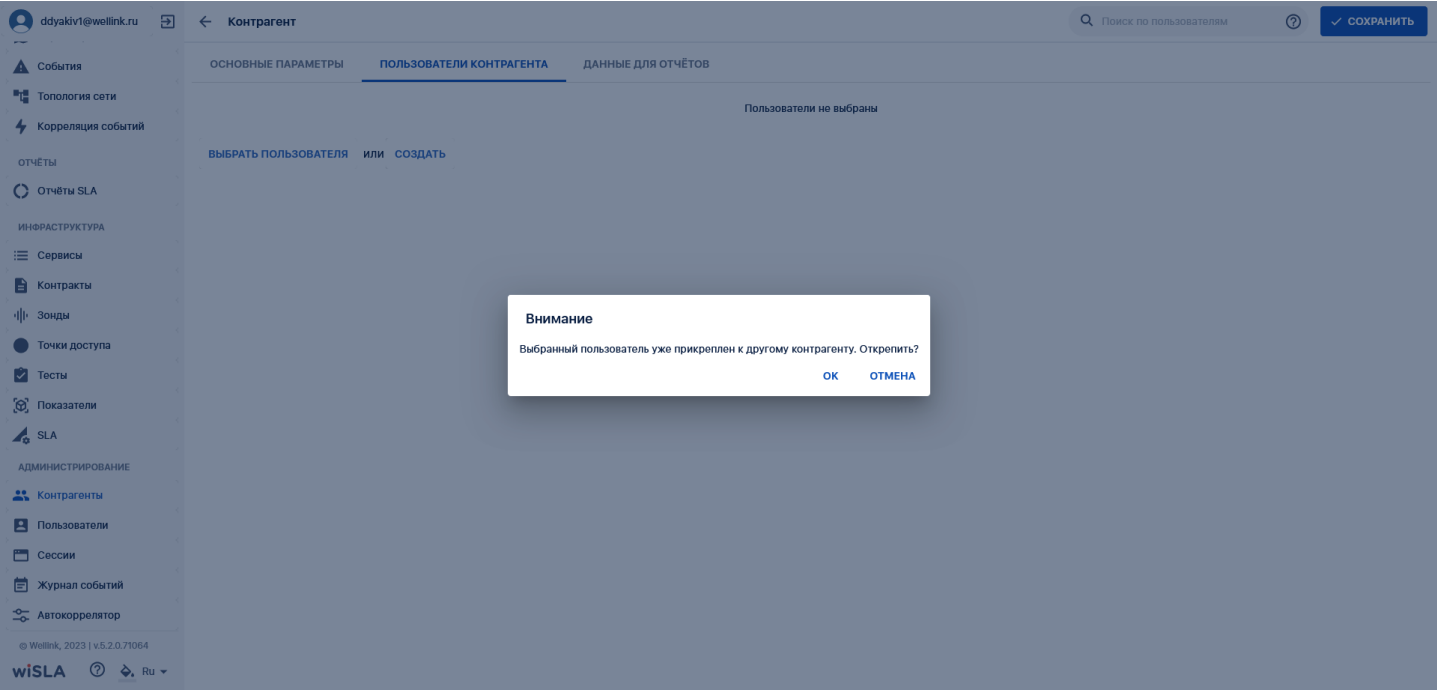 ddyakiv1@wellink.ru
События
Топология сети
Корреляция событий
ОТЧЁТЫ
Отчёты SLA
ИНФРАСТРУКТУРА
Сервисы
Контракты
Зонды
Точки доступа
Тесты
Показатели
SLA
АДМИНИСТРИРОВАНИЕ
Контрагенты
Пользователи
Сессии
Журнал событий
Автокоррелятор
© Wellink, 2023 | v.5.2.0.71064
wiSLA
Ru
Контрагент
Поиск по пользователям
СОХРАНИТЬ
ОСНОВНЫЕ ПАРАМЕТРЫ ПОЛЬЗОВАТЕЛИ КОНТРАГЕНТА ДАННЫЕ ДЛЯ ОТЧЁТОВ
Пользователи не выбраны
ВЫБРАТЬ ПОЛЬЗОВАТЕЛЯ ИЛИ СОЗДАТЬ
Внимание
Выбранный пользователь уже прикреплен к другому контрагенту. Открепить?
ОК ОТМЕНА